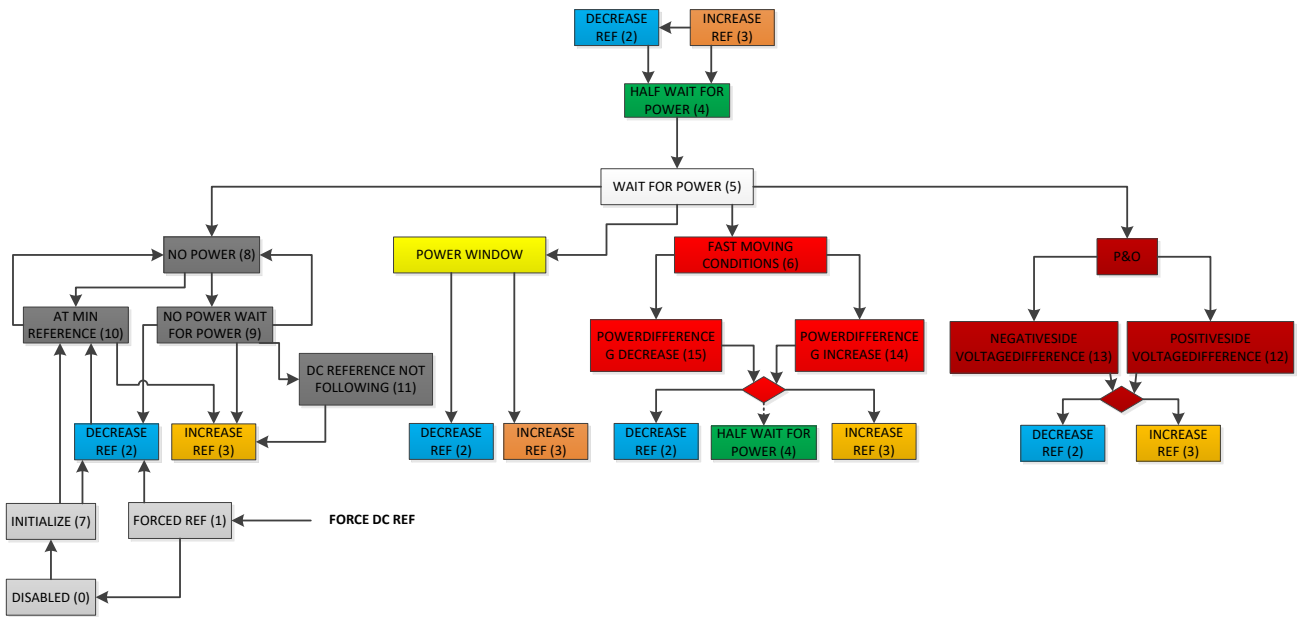 DECREASE
REF (2)
INCREASE
REF (3)
HALF WAIT FOR
POWER (4)
WAIT FOR POWER (5)
NO POWER (8)
POWER WINDOW
FAST MOVING
CONDITIONS (6)
P&O
AT MIN
REFERENCE (10)
NO POWER WAIT
FOR POWER (9)
POWERDIFFERENCE
G DECREASE (15)
POWERDIFFERENCE
G INCREASE (14)
NEGATIVESIDE
VOLTAGEDIFFERENCE (13)
POSITIVESIDE
VOLTAGEDIFFERENCE (12)
DC REFERENCE NOT
FOLLOWING (11)
DECREASE
REF (2)
INCREASE
REF (3)
DECREASE
REF (2)
INCREASE
REF (3)
DECREASE
REF (2)
HALF WAIT FOR
POWER (4)
INCREASE
REF (3)
DECREASE
REF (2)
INCREASE
REF (3)
INITIALIZE (7)
FORCED REF (1)
FORCE DC REF
DISABLED (0)